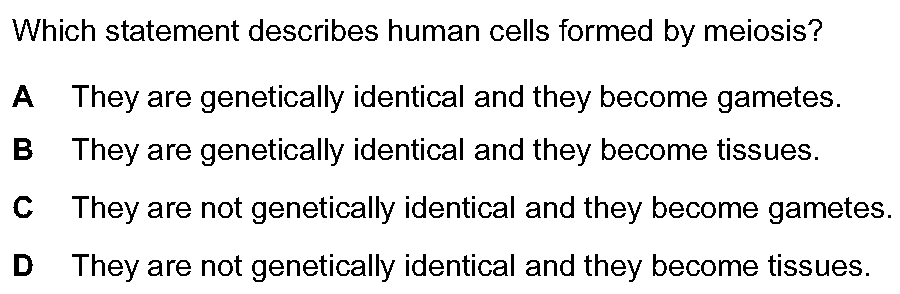 Which statement describes human cells formed by meiosis?
A They are genetically identical and they become gametes.
B They are genetically identical and they become tissues.
C They are not genetically identical and they become gametes.
D They are not genetically identical and they become tissues.